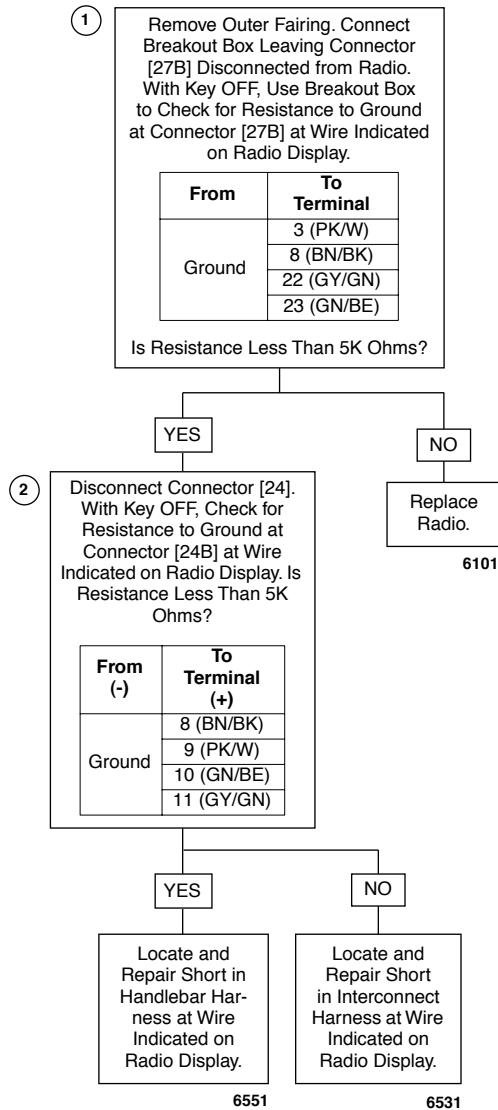 1
Remove Outer Fairing. Connect
Breakout Box Leaving Connector
[27B] Disconnected from Radio.
With Key OFF, Use Breakout Box
to Check for Resistance to Ground
at Connector [27B] at Wire Indicated
on Radio Display.
From
To
Terminal
Ground
3 (PK/W)
8 (BN/BK)
22 (GY/GN)
23 (GN/BE)
Is Resistance Less Than 5K Ohms?
YES
NO
Replace
Radio.
6101
2
Disconnect Connector [24].
With Key OFF, Check for
Resistance to Ground at
Connector [24B] at Wire
Indicated on Radio Display. Is
Resistance Less Than 5K
Ohms?
From
(-)
To
Terminal
(+)
Ground
8 (BN/BK)
9 (PK/W)
10 (GN/BE)
11 (GY/GN)
YES
NO
Locate and
Repair Short in
Handlebar Har-
ness at Wire
Indicated on
Radio Display.
6551
Locate and
Repair Short
in Interconnect
Harness at Wire
Indicated on
Radio Display.
6531